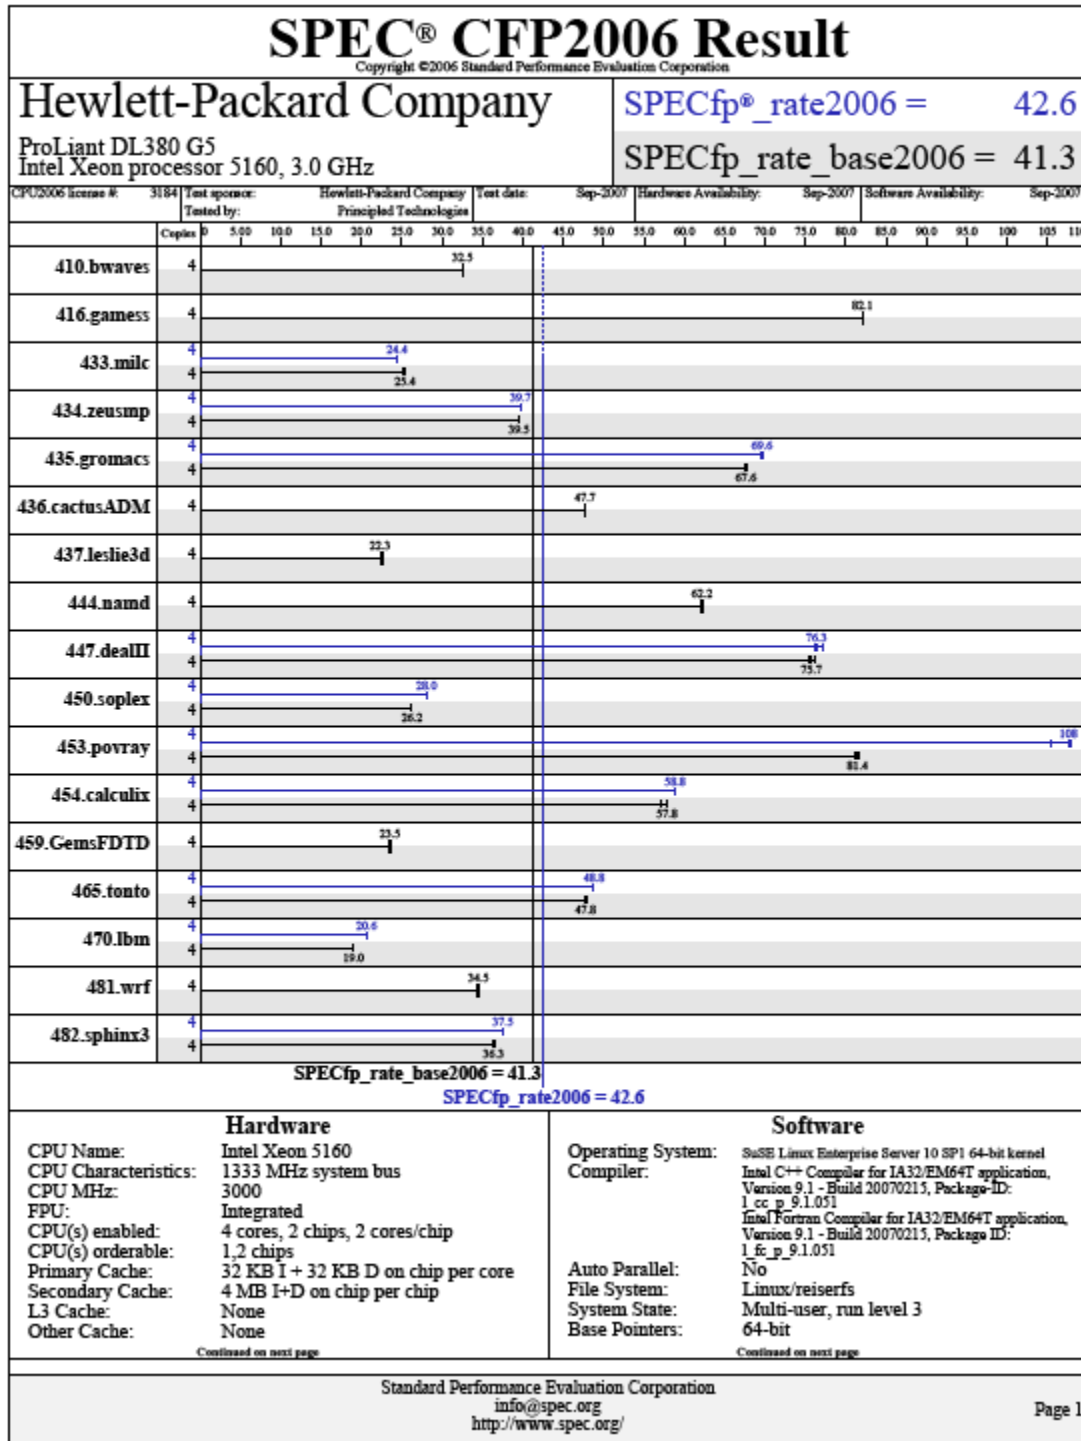 SPEC® CFP2006 Result
Copyright ©2006 Standard Performance Evaluation Corporation
Hewlett-Packard Company
ProLiant DL380 G5
Intel Xeon processor 5160, 3.0 GHz
SPECfp®_rate2006 = 42.6
SPECfp_rate_base2006 = 41.3
CPU2006 license #: 3184 Test sponsor: Hewlett-Packard Company Test date: Sep-2007 Hardware Availability: Sep-2007 Software Availability: Sep-2007
Tested by: Principled Technologies
Copies 0 5.00 10.0 15.0 20.0 25.0 30.0 35.0 40.0 45.0 50.0 55.0 60.0 65.0 70.0 75.0 80.0 85.0 90.0 95.0 100 105 110
410.bwaves 4 32.5
416.gamess 4 82.1
433.milc 4 24.4
4 25.4
434.zeusmp 4 39.7
4 39.5
435.gromacs 4 69.6
4 67.6
436.cactusADM 4 47.7
437.leslie3d 4 22.3
444.namd 4 62.2
447.dealII 4 76.3
4 75.7
450.soplex 4 28.0
4 26.2
453.povray 4 108
4 81.4
454.calculix 4 58.8
4 57.8
459.GemsFDTD 4 23.5
465.tonto 4 48.8
4 47.8
470.lbm 4 20.6
4 19.0
481.wrf 4 34.5
482.sphinx3 4 37.5
4 36.3
SPECfp_rate_base2006 = 41.3
SPECfp_rate2006 = 42.6
Hardware
CPU Name: Intel Xeon 5160
CPU Characteristics: 1333 MHz system bus
CPU MHz: 3000
FPU: Integrated
CPU(s) enabled: 4 cores, 2 chips, 2 cores/chip
CPU(s) orderable: 1,2 chips
Primary Cache: 32 KB I + 32 KB D on chip per core
Secondary Cache: 4 MB I+D on chip per chip
L3 Cache: None
Other Cache: None
Continued on next page
Software
Operating System: SuSE Linux Enterprise Server 10 SP1 64-bit kernel
Compiler: Intel C++ Compiler for IA32/EM64T application,
Version 9.1 - Build 20070215, Package-ID:
l_cc_p_9.1.051
Intel Fortran Compiler for IA32/EM64T application,
Version 9.1 - Build 20070215, Package ID:
l_fc_p_9.1.051
Auto Parallel: No
File System: Linux/reiserfs
System State: Multi-user, run level 3
Base Pointers: 64-bit
Continued on next page
Standard Performance Evaluation Corporation
info@spec.org
http://www.spec.org/
Page 1